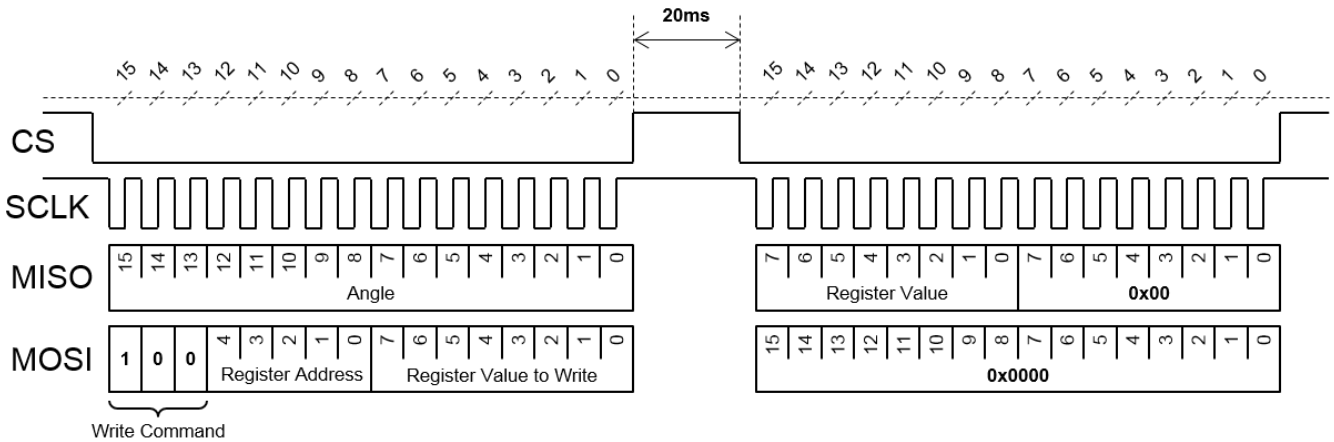 20ms
15 14 13 12 11 10 9 8 7 6 5 4 3 2 1 0 15 14 13 12 11 10 9 8 7 6 5 4 3 2 1 0
CS
SCLK
MISO
15 14 13 12 11 10 9 8 7 6 5 4 3 2 1 0 7 6 5 4 3 2 1 0 7 6 5 4 3 2 1 0
Angle Register Value 0x00
MOSI
1 0 0 4 3 2 1 0 7 6 5 4 3 2 1 0 15 14 13 12 11 10 9 8 7 6 5 4 3 2 1 0
Register Address Register Value to Write 0x0000
Write Command